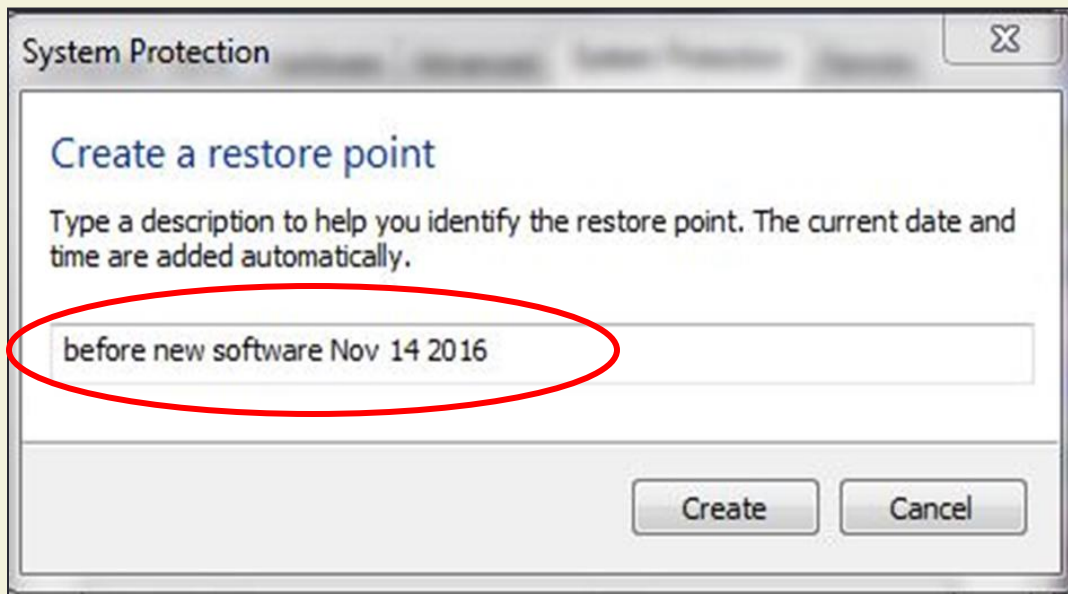 System Protection
Create a restore point
Type a description to help you identify the restore point. The current date and
time are added automatically.
before new software Nov 14 2016
Create Cancel